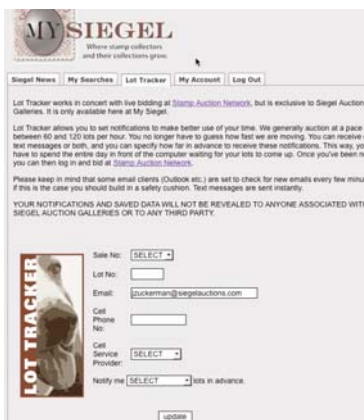 MY SIEGEL
Where stamp collectors
and their collections grow.
Siegel News My Searches Lot Tracker My Account Log Out
Lot Tracker works in concert with live bidding at Stamp Auction Network, but is exclusive to Siegel Auction
Galleries. It is only available here at My Siegel.
Lot Tracker allows you to set notifications to make better use of your time. We generally auction at a pace
between 60 and 120 lots per hour. You no longer have to guess how fast we are moving. You can receive
text messages or both, and you can specify how far in advance to receive these notifications. This way, yo
have to spend the entire day in front of the computer waiting for your lots to come up. Once you've been n
you can then log in and bid at Stamp Auction Network.
Please keep in mind that some email clients (Outlook etc.) are set to check for new emails every few minu
if this is the case you should build in a safety cushion. Text messages are sent instantly.
YOUR NOTIFICATIONS AND SAVED DATA WILL NOT BE REVEALED TO ANYONE ASSOCIATED WIT
SIEGEL AUCTION GALLERIES OR TO ANY THIRD PARTY.
LOT TRACKER
Sale No: SELECT
Lot No:
Email: jzuckerman@siegelauctions.com
Cell
Phone
No:
Cell
Service
Provider: SELECT
Notify me SELECT lots in advance.
update